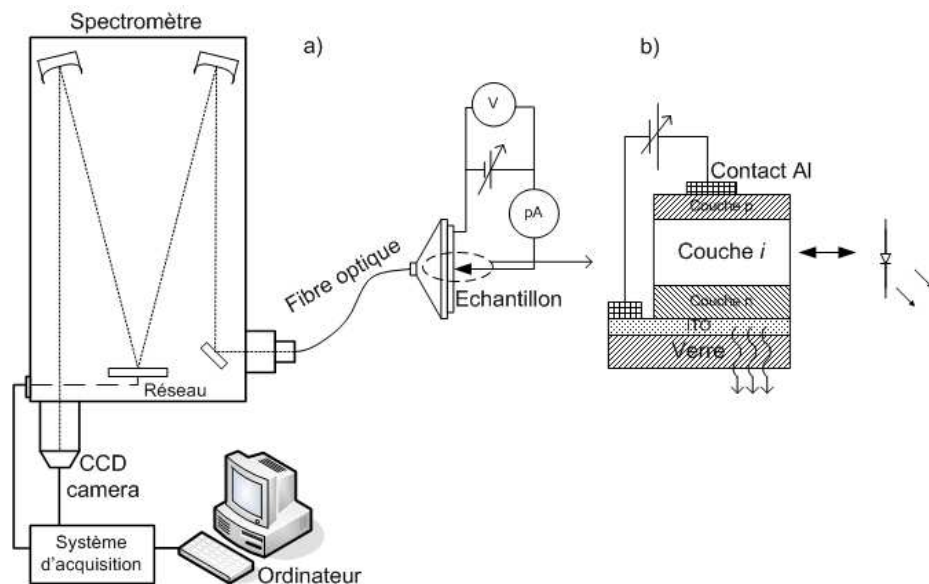 Spectromètre
a)
b)
V
pA
Fibre optique
Echantillon
Réseau
CCD
camera
Système
d'acquisition
Ordinateur
Contact Al
Couche p
Couche i
Couche n
ITO
Verre